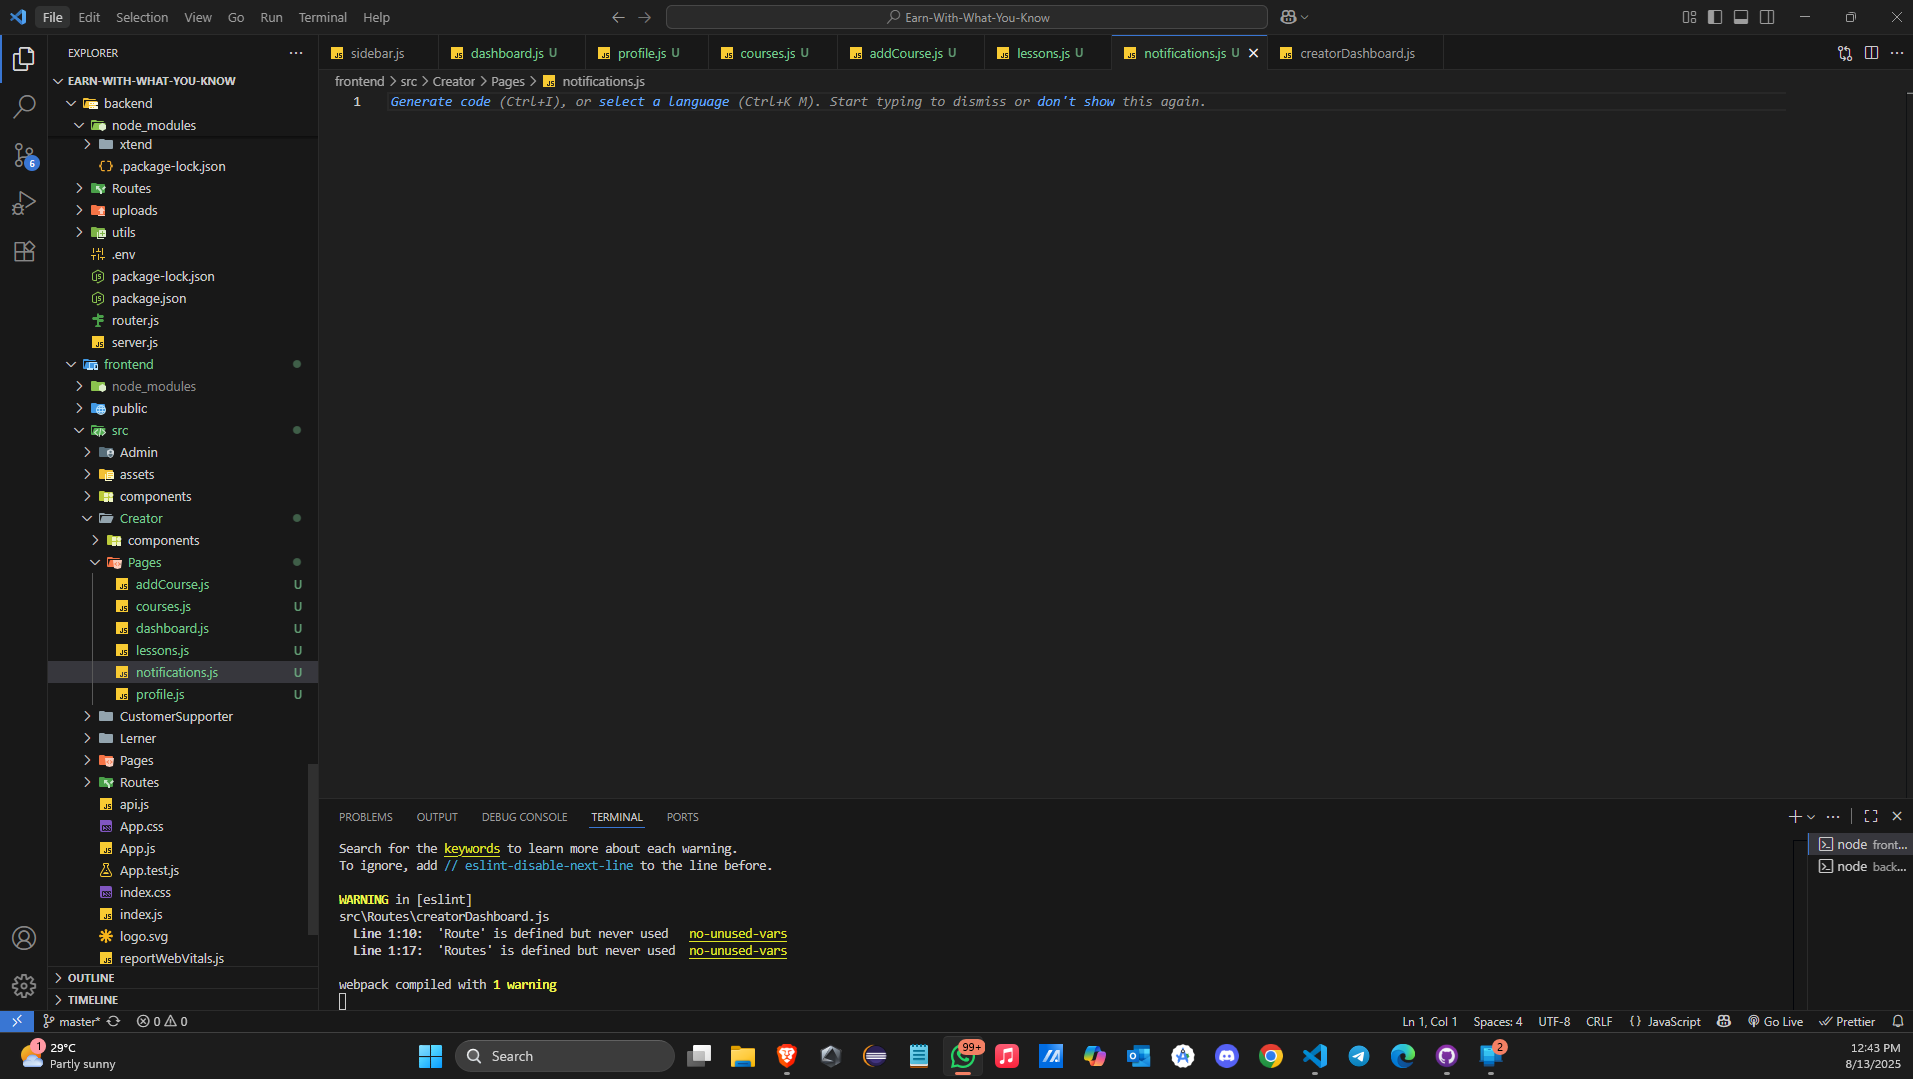 File Edit Selection View Go Run Terminal Help
Earn-With-What-You-Know
EXPLORER
EARN-WITH-WHAT-YOU-KNOW
backend
node_modules
xtend
.package-lock.json
Routes
uploads
utils
.env
package-lock.json
package.json
router.js
server.js
frontend
node_modules
public
src
Admin
assets
components
Creator
components
Pages
addCourse.js U
courses.js U
dashboard.js U
lessons.js U
notifications.js U
profile.js U
CustomerSupporter
Lerner
Pages
Routes
api.js
App.css
App.js
App.test.js
index.css
index.js
logo.svg
reportWebVitals.js
OUTLINE
TIMELINE
6
sidebar.js
dashboard.js U
profile.js U
courses.js U
addCourse.js U
lessons.js U
notifications.js U
creatorDashboard.js
frontend > src > Creator > Pages > notifications.js
1 Generate code (Ctrl+I), or select a language (Ctrl+K M). Start typing to dismiss or don't show this again.
PROBLEMS OUTPUT DEBUG CONSOLE TERMINAL PORTS
Search for the keywords to learn more about each warning.
To ignore, add // eslint-disable-next-line to the line before.
WARNING in [eslint]
src\Routes\creatorDashboard.js
Line 1:10: 'Route' is defined but never used no-unused-vars
Line 1:17: 'Routes' is defined but never used no-unused-vars
webpack compiled with 1 warning
node front...
node back...
master* 0 0
Ln 1, Col 1 Spaces: 4 UTF-8 CRLF {} JavaScript Go Live Prettier
1
29°C
Partly sunny
Search
99+
2
12:43 PM
8/13/2025